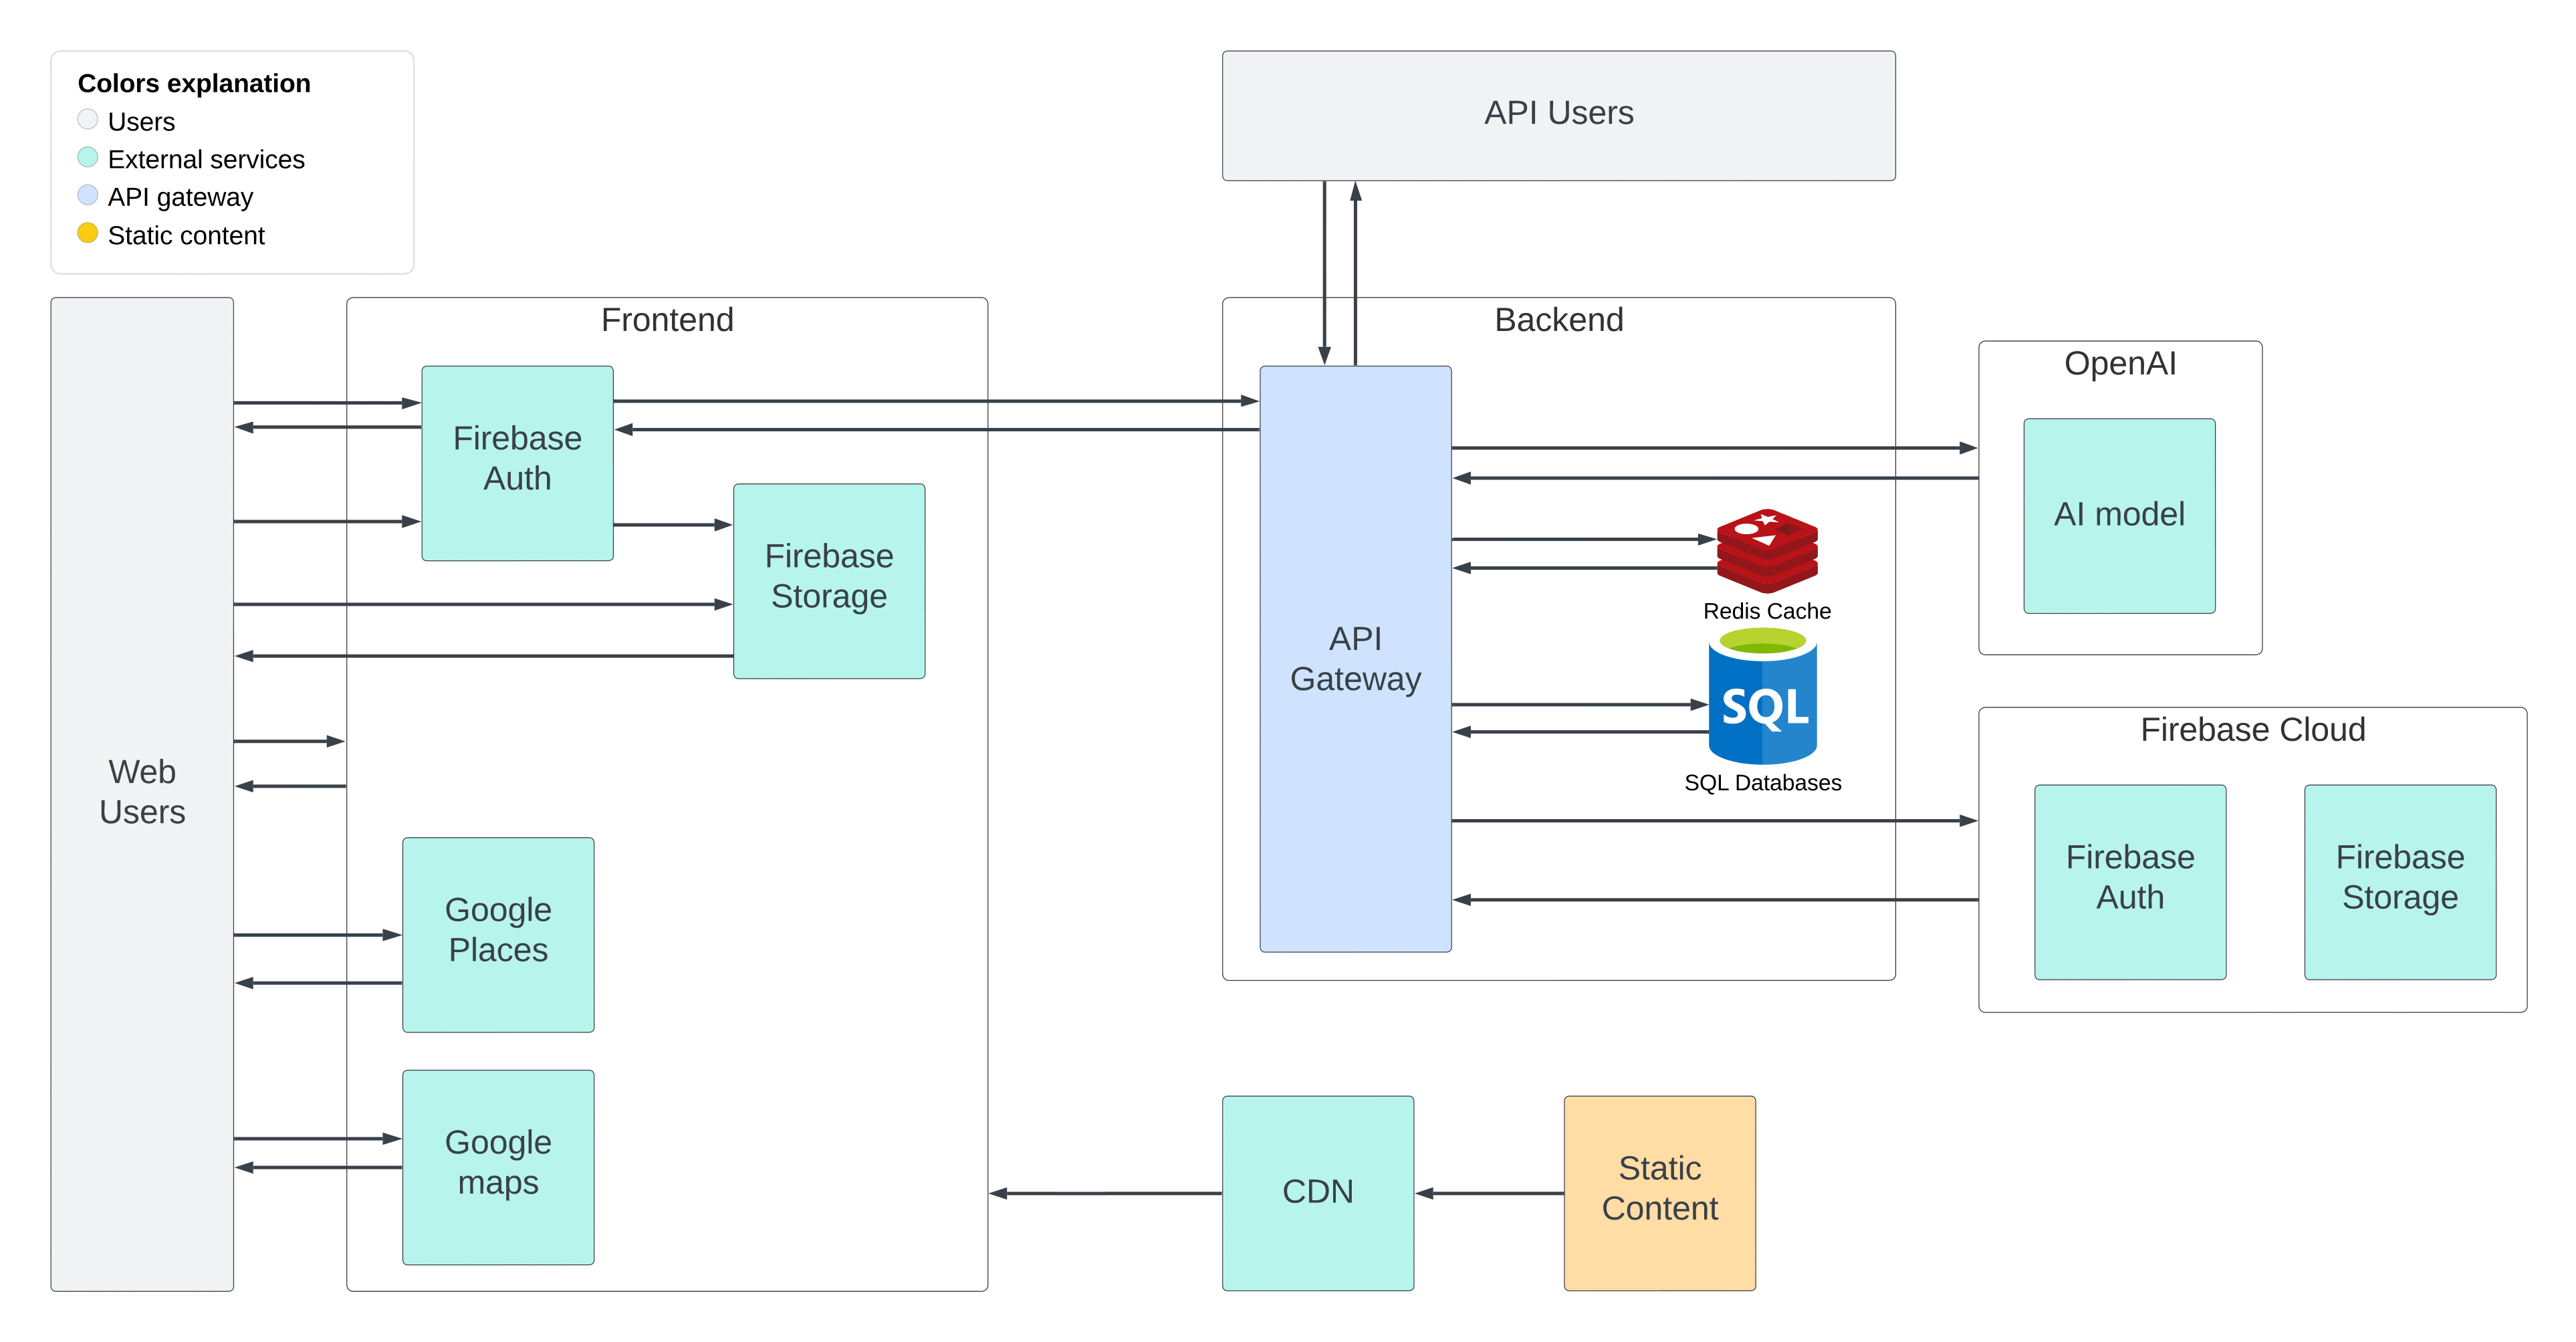 Colors explanation
Users
External services
API gateway
Static content
API Users
Web
Users
Frontend
Firebase
Auth
Firebase
Storage
Google
Places
Google
maps
Backend
API
Gateway
Redis Cache
SQL
SQL Databases
OpenAI
AI model
Firebase Cloud
Firebase
Auth
Firebase
Storage
CDN
Static
Content